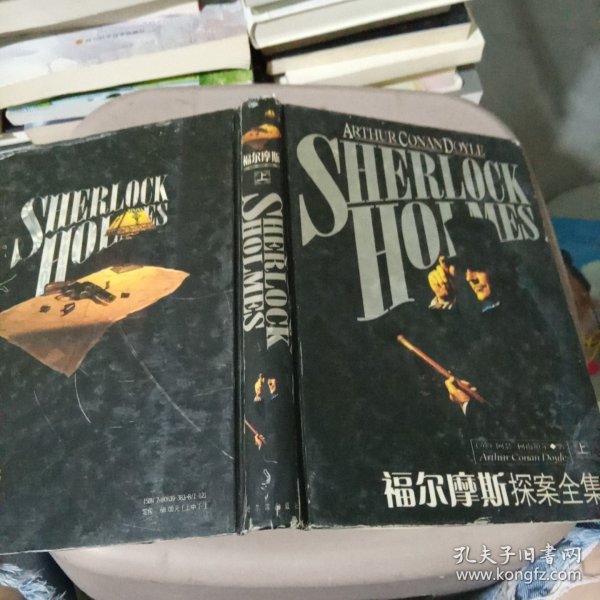 ARTHUR CONAN DOYLE
SHERLOCK
HOLMES
上
Arthur Conan Doyle
福尔摩斯探案全集
福尔摩斯
上
SHERLOCK
HOLMES
SHERLOCK
HOLMES
孔夫子旧书网
www.kongfz.com